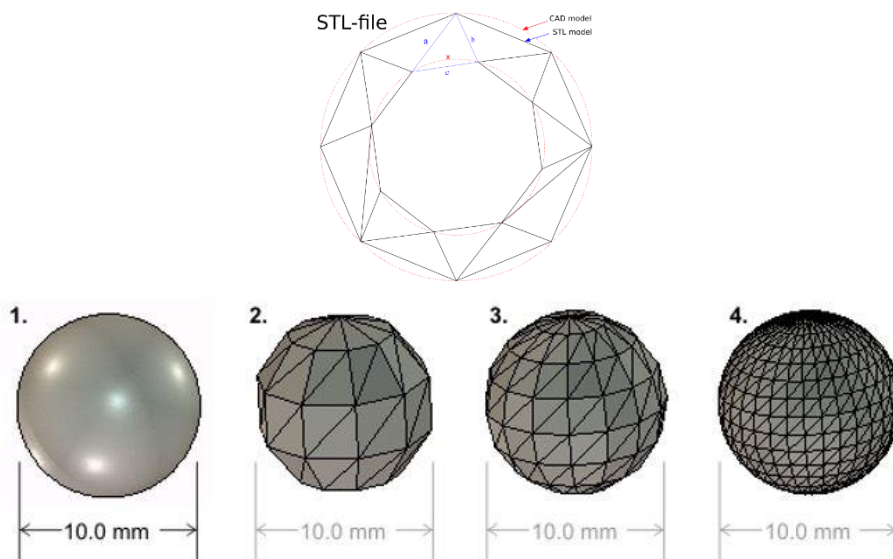 STL-file
CAD model
STL model
a
b
x
c
1.
2.
3.
4.
10.0 mm
10.0 mm
10.0 mm
10.0 mm